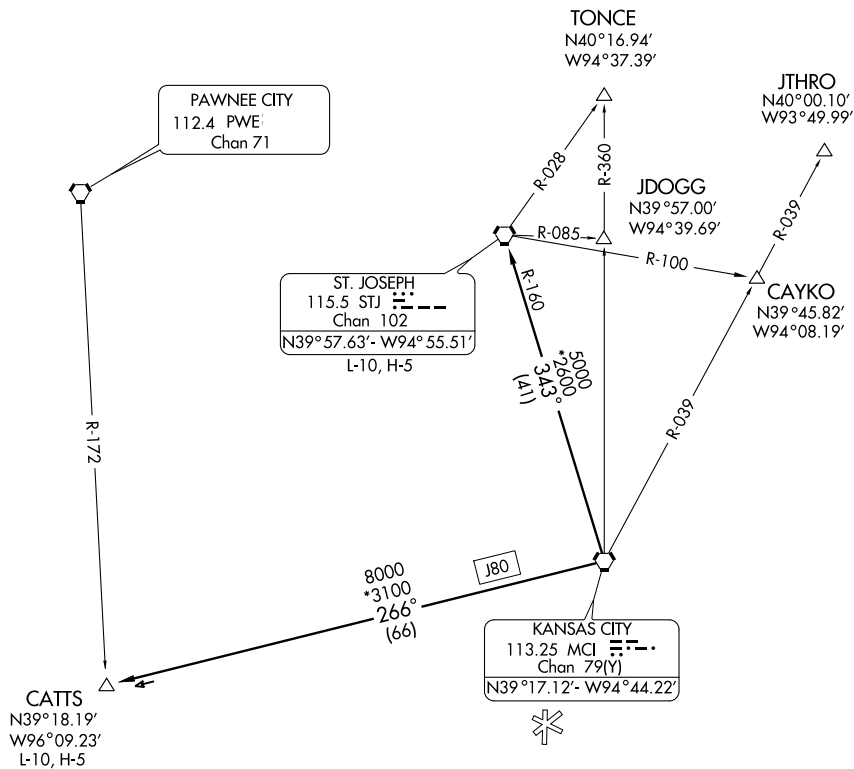 TONCE
N40°16.94'
W94°37.39'
JTHRO
N40°00.10'
W93°49.99'
PAWNEE CITY
112.4 PWE
Chan 71
R-028
R-360
R-039
JDOGG
N39°57.00'
W94°39.69'
R-085
R-100
ST. JOSEPH
115.5 STJ
Chan 102
N39°57.63'- W94°55.51'
L-10, H-5
R-160
CAYKO
N39°45.82'
W94°08.19'
5000
*2600
343°
(41)
R-172
R-039
8000
*3100
266°
(66)
J80
KANSAS CITY
113.25 MCI
Chan 79(Y)
N39°17.12'- W94°44.22'
CATTS
N39°18.19'
W96°09.23'
L-10, H-5